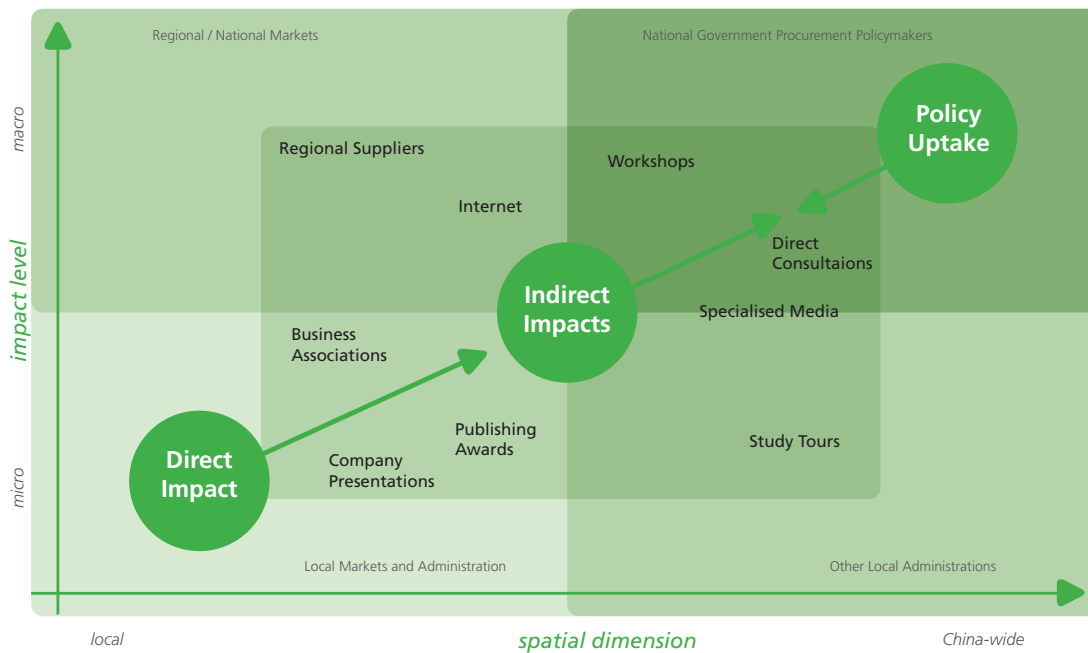 Regional / National Markets
National Government Procurement Policymakers
macro
Policy
Uptake
Regional Suppliers
Workshops
Internet
Direct
Consultaions
impact level
Indirect
Impacts
Specialised Media
Business
Associations
Publishing
Awards
Study Tours
Direct
Impact
Company
Presentations
micro
Local Markets and Administration
Other Local Administrations
local
spatial dimension
China-wide